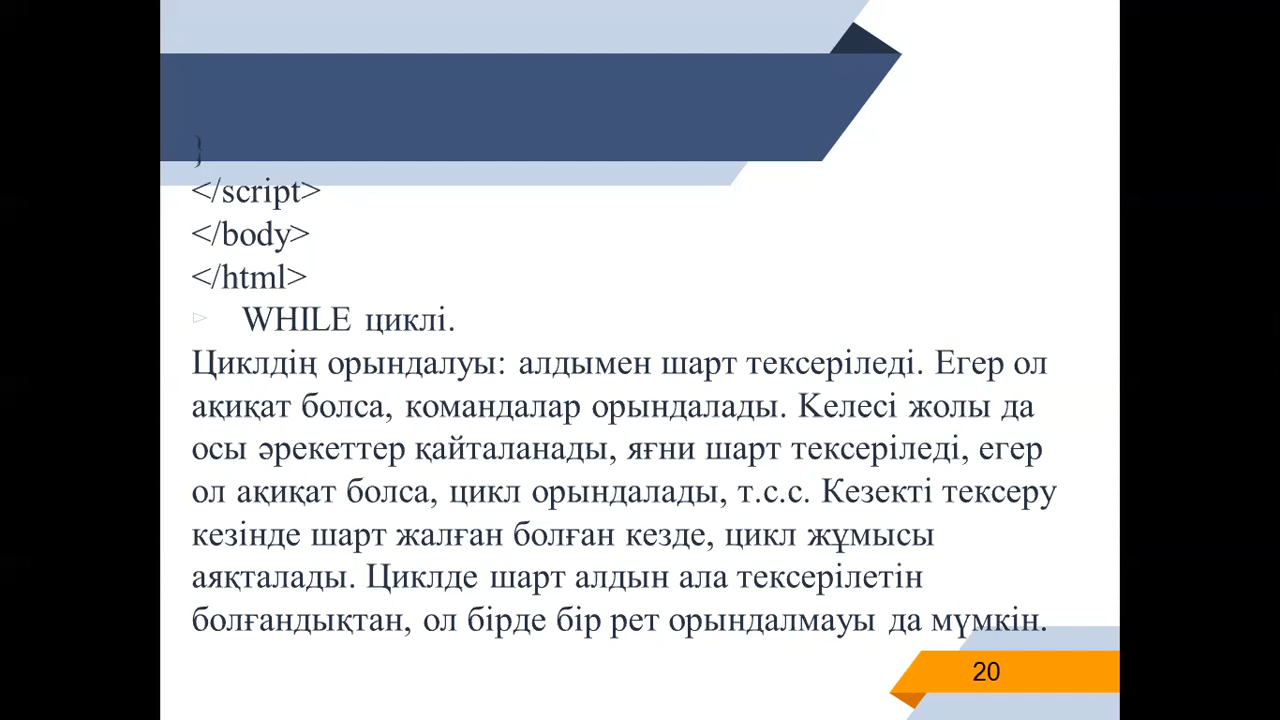 }
</script>
</body>
</html>
WHILE циклі.
Циклдің орындалуы: алдымен шарт тексеріледі. Егер ол
ақиқат болса, командалар орындалады. Келесі жолы да
осы әрекеттер қайталанады, яғни шарт тексеріледі, егер
ол ақиқат болса, цикл орындалады, т.с.с. Кезекті тексеру
кезінде шарт жалған болған кезде, цикл жұмысы
аяқталады. Циклде шарт алдын ала тексерілетін
болғандықтан, ол бірде бір рет орындалмауы да мүмкін.
20